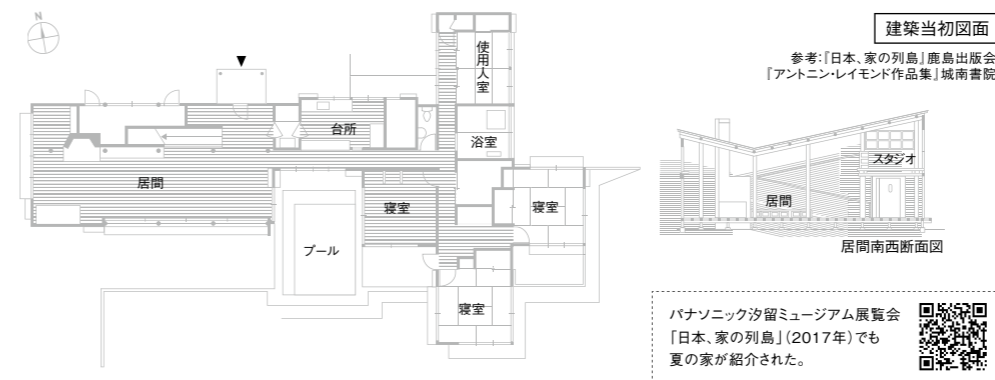 N
建築当初図面
参考:『日本、家の列島』鹿島出版会
『アントニン・レイモンド作品集』城南書院
使用人室
台所
浴室
居間
寝室
寝室
プール
寝室
スタジオ
居間
居間南西断面図
パナソニック汐留ミュージアム展覧会
「日本、家の列島」(2017年)でも
夏の家が紹介された。